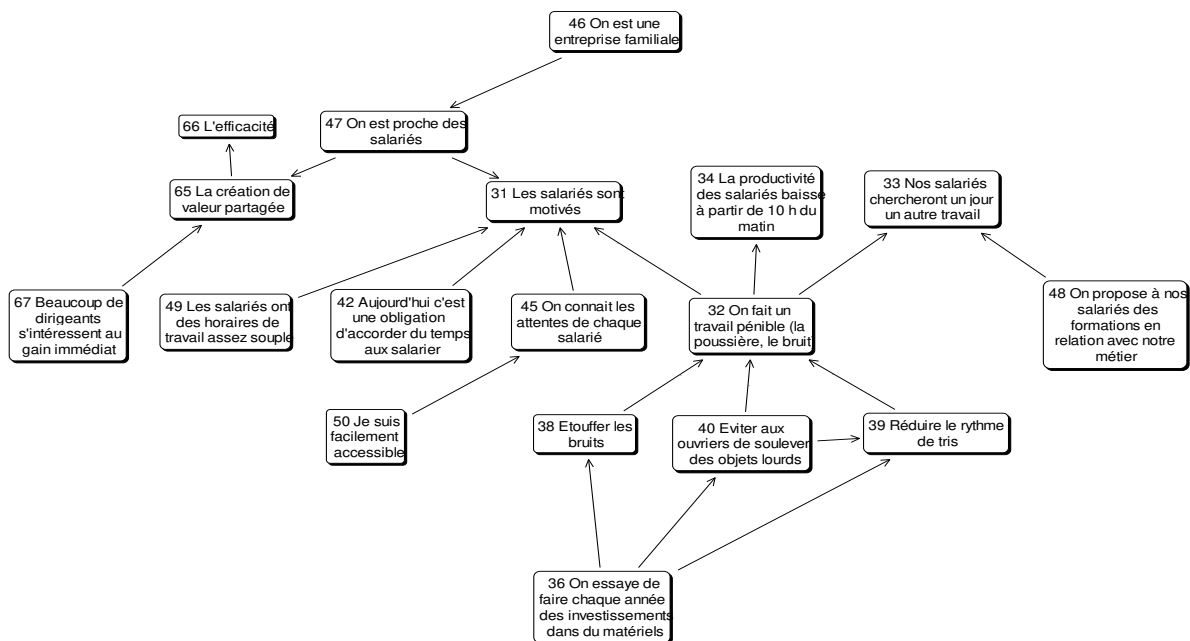 46 On est une
entreprise familiale
66 L'efficacité
47 On est proche des
salariés
65 La création de
valeur partagée
31 Les salariés sont
motivés
34 La productivité
des salariés baisse
à partir de 10 h du
matin
33 Nos salariés
chercheront un jour
un autre travail
67 Beaucoup de
dirigeants
s'intéressent au
gain immédiat
49 Les salariés ont
des horaires de
travail assez souple
42 Aujourd'hui c'est
une obligation
d'accorder du temps
aux salarier
45 On connait les
attentes de chaque
salarié
32 On fait un
travail pénible (la
poussière, le bruit
48 On propose à nos
salariés des
formations en
relation avec notre
métier
50 Je suis
facilement
accessible
38 Etouffer les
bruits
40 Eviter aux
ouvriers de soulever
des objets lourds
39 Réduire le rythme
de tris
36 On essaye de
faire chaque année
des investissements
dans du matériels